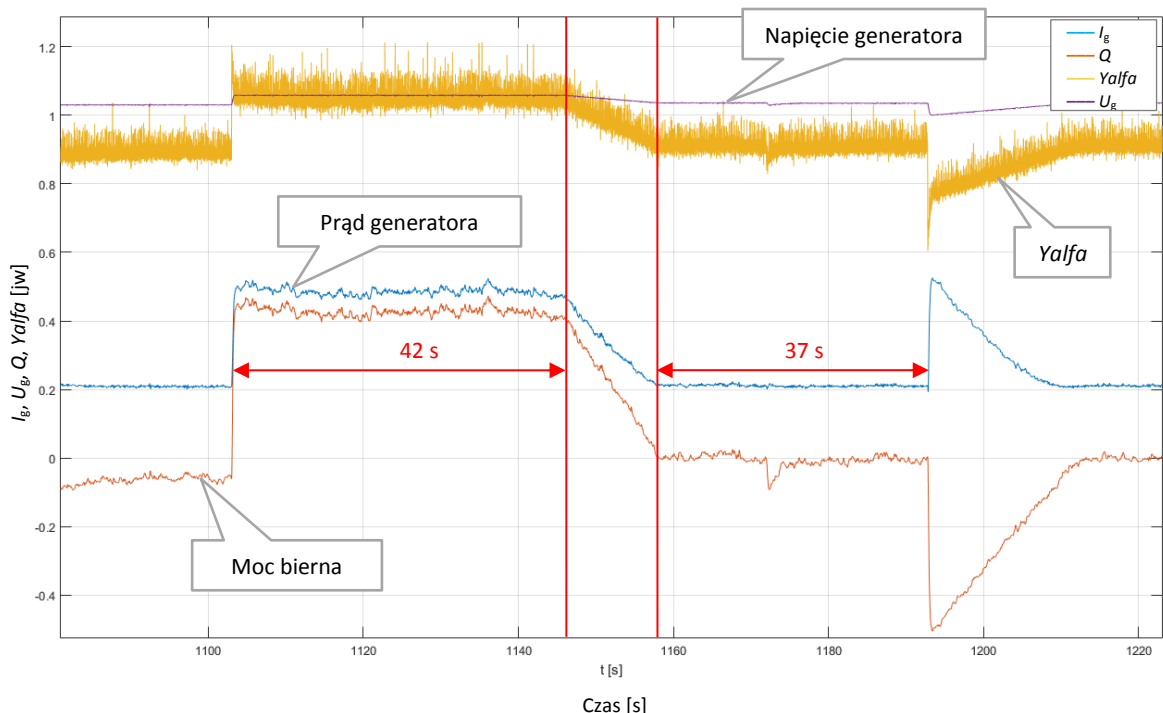 1.2
1
0.8
0.6
0.4
0.2
0
-0.2
-0.4
Ig, Ug, Q, Yalfa [jw]
Napięcie generatora
Ig
Q
Yalfa
Ug
Prąd generatora
Yalfa
42 s
37 s
Moc bierna
1100
1120
1140
1160
1180
1200
1220
t [s]
Czas [s]